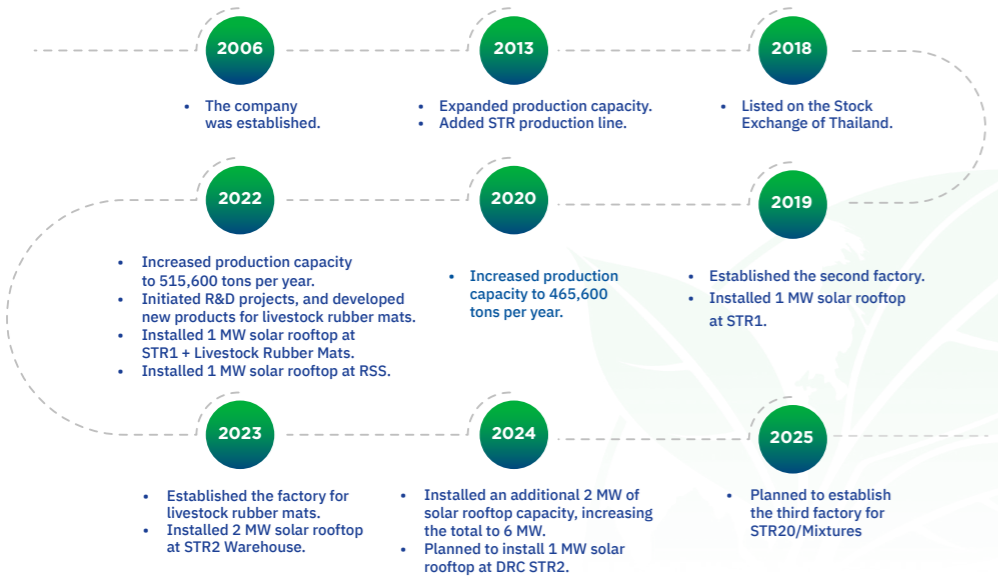 2006
• The company
was established.
2013
• Expanded production capacity.
• Added STR production line.
2018
• Listed on the Stock
Exchange of Thailand.
2019
• Established the second factory.
• Installed 1 MW solar rooftop
at STR1.
2020
• Increased production
capacity to 465,600
tons per year.
2022
• Increased production capacity
to 515,600 tons per year.
• Initiated R&D projects, and developed
new products for livestock rubber mats.
• Installed 1 MW solar rooftop at
STR1 + Livestock Rubber Mats.
• Installed 1 MW solar rooftop at RSS.
2023
• Established the factory for
livestock rubber mats.
• Installed 2 MW solar rooftop
at STR2 Warehouse.
2024
• Installed an additional 2 MW of
solar rooftop capacity, increasing
the total to 6 MW.
• Planned to install 1 MW solar
rooftop at DRC STR2.
2025
• Planned to establish
the third factory for
STR20/Mixtures